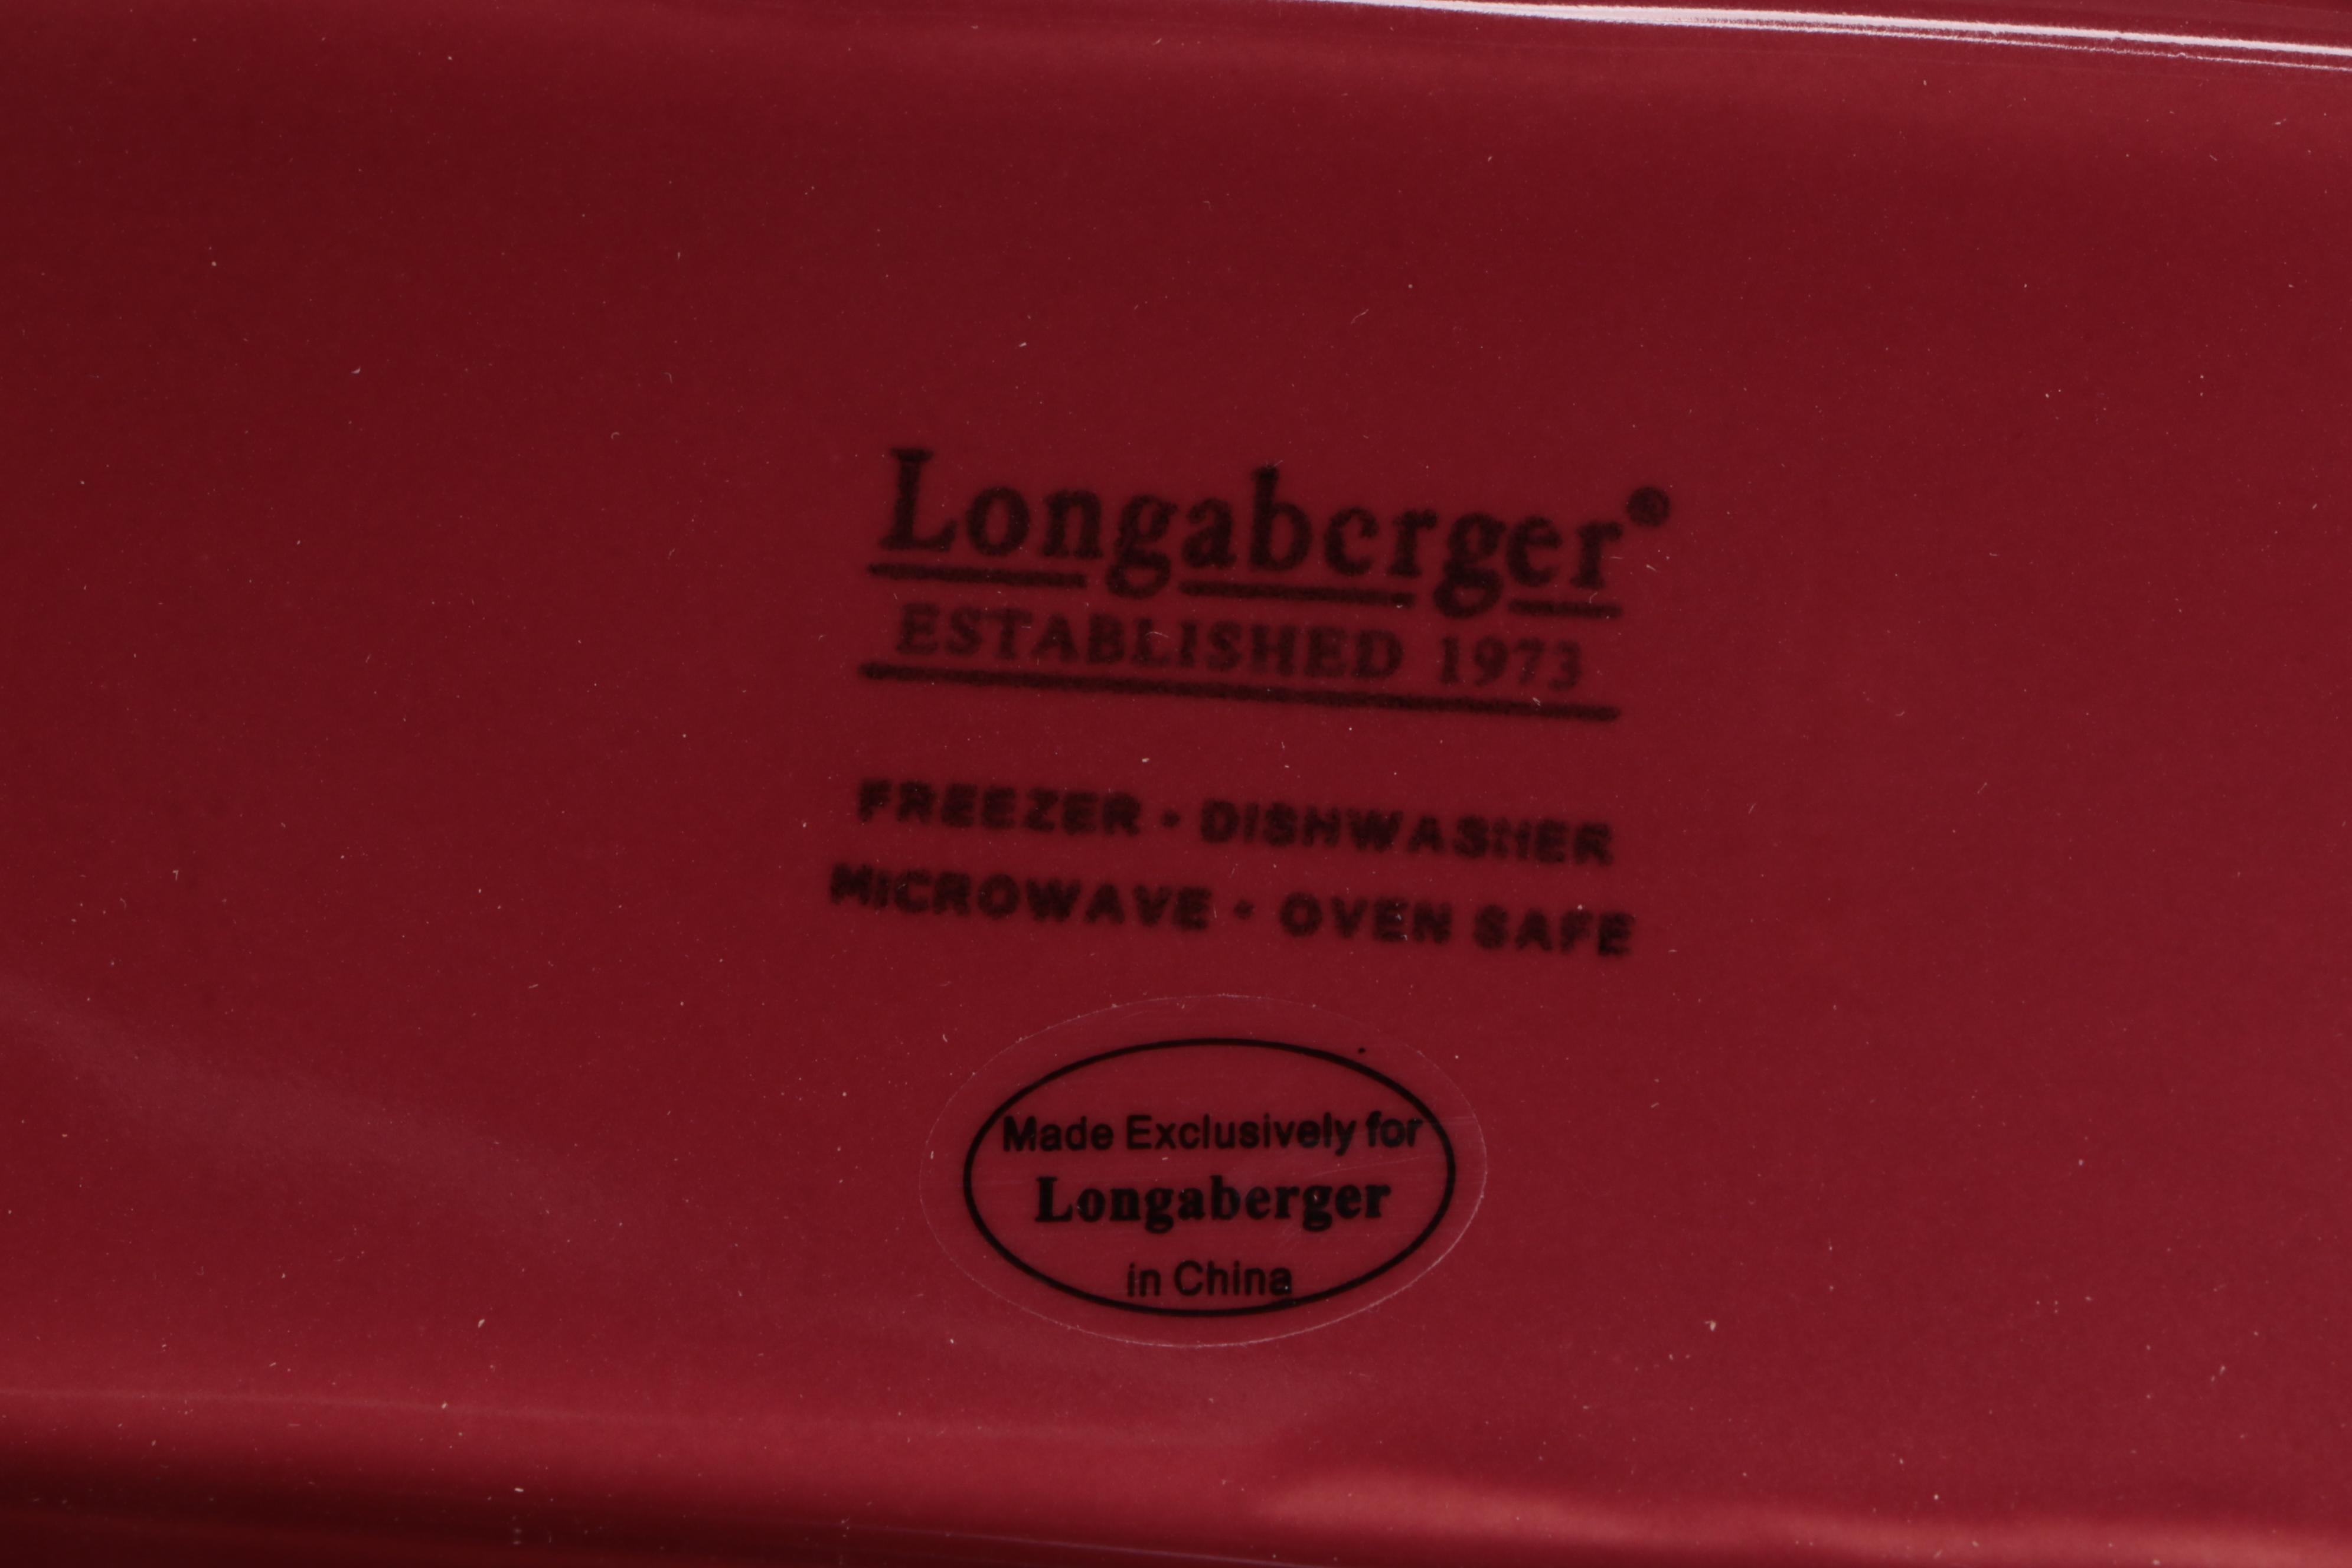 Longaberger®
ESTABLISHED 1973
FREEZER • DISHWASHER
MICROWAVE • OVEN SAFE
Made Exclusively for
Longaberger
in China